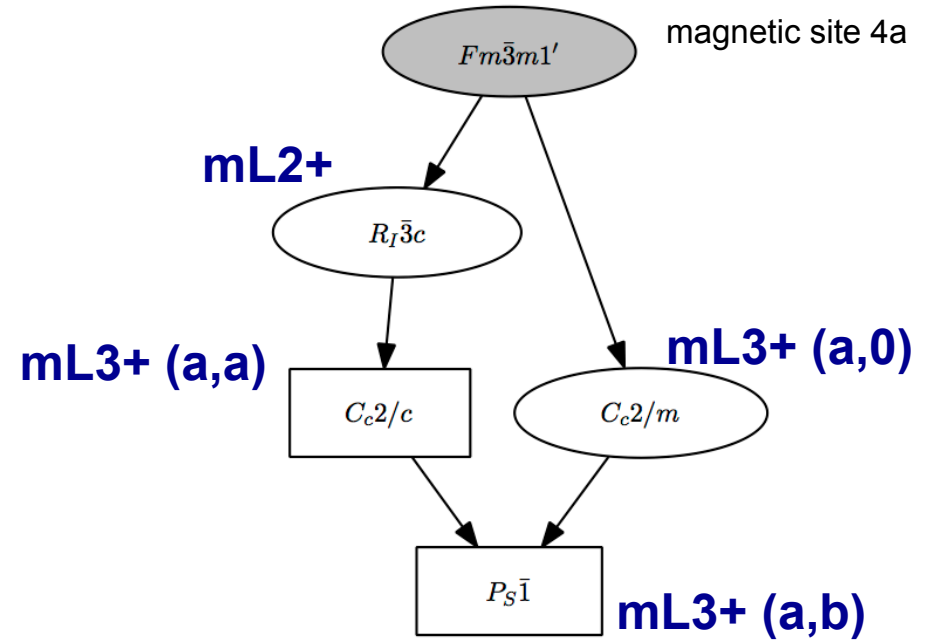 Fm3̄m1′
magnetic site 4a
mL2+
R_I3̄c
mL3+ (a,a)
mL3+ (a,0)
C_c2/c
C_c2/m
P_S1̄
mL3+ (a,b)